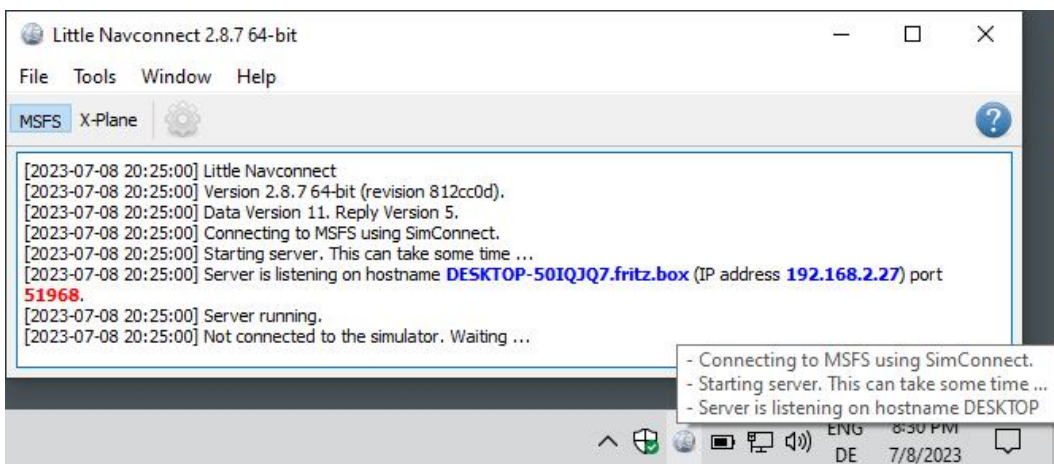 Little Navconnect 2.8.7 64-bit
File Tools Window Help
MSFS X-Plane
?
[2023-07-08 20:25:00] Little Navconnect
[2023-07-08 20:25:00] Version 2.8.7 64-bit (revision 812cc0d).
[2023-07-08 20:25:00] Data Version 11. Reply Version 5.
[2023-07-08 20:25:00] Connecting to MSFS using SimConnect.
[2023-07-08 20:25:00] Starting server. This can take some time ...
[2023-07-08 20:25:00] Server is listening on hostname DESKTOP-50IQJQ7.fritz.box (IP address 192.168.2.27) port
51968.
[2023-07-08 20:25:00] Server running.
[2023-07-08 20:25:00] Not connected to the simulator. Waiting ...
- Connecting to MSFS using SimConnect.
- Starting server. This can take some time ...
- Server is listening on hostname DESKTOP
ENG 8:30 PM
DE 7/8/2023